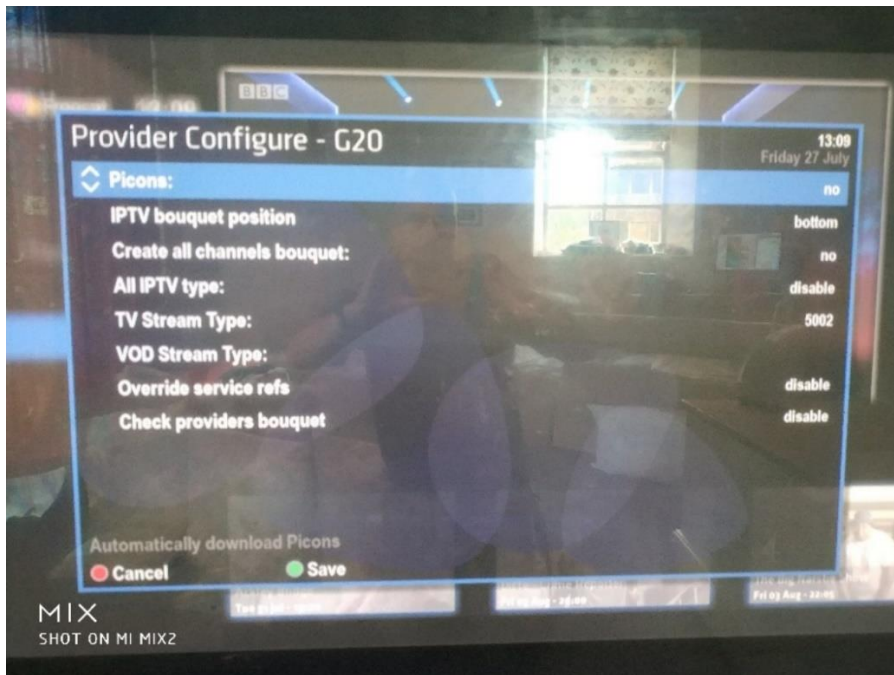 BBC
Provider Configure - G20
13:09
Friday 27 July
Picons: no
IPTV bouquet position bottom
Create all channels bouquet: no
All IPTV type: disable
TV Stream Type: 5002
VOD Stream Type:
Override service refs disable
Check providers bouquet disable
Automatically download Picons
Cancel Save
Fri 03 Aug - 22:05
MIX
SHOT ON MI MIX2